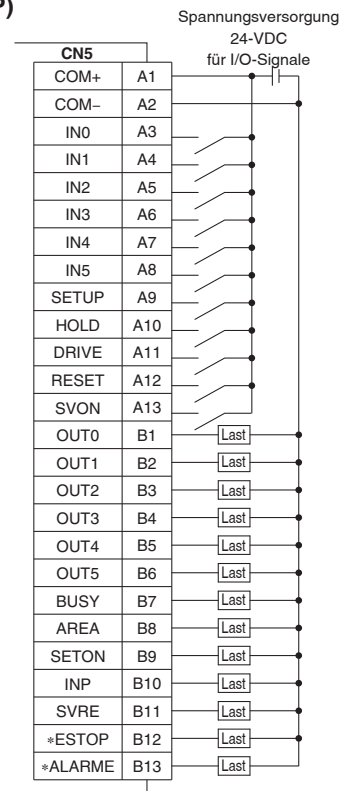 P)
Spannungsversorgung
24-VDC
für I/O-Signale
CN5
COM+ A1
COM– A2
IN0 A3
IN1 A4
IN2 A5
IN3 A6
IN4 A7
IN5 A8
SETUP A9
HOLD A10
DRIVE A11
RESET A12
SVON A13
OUT0 B1 Last
OUT1 B2 Last
OUT2 B3 Last
OUT3 B4 Last
OUT4 B5 Last
OUT5 B6 Last
BUSY B7 Last
AREA B8 Last
SETON B9 Last
INP B10 Last
SVRE B11 Last
∗ESTOP B12 Last
∗ALARME B13 Last